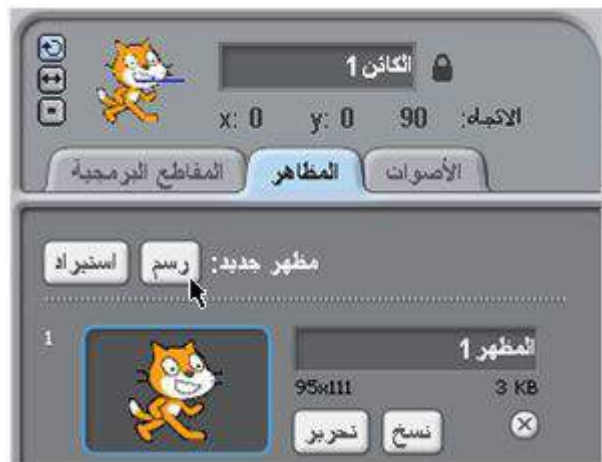 الكائن 1
x: 0 y: 0 90 الاتجاه:
الأصوات المظاهر المقاطع البرمجية
مظهر جديد: رسم استيراد
1
المظهر 1
95x111 3 KB
نسخ تحرير